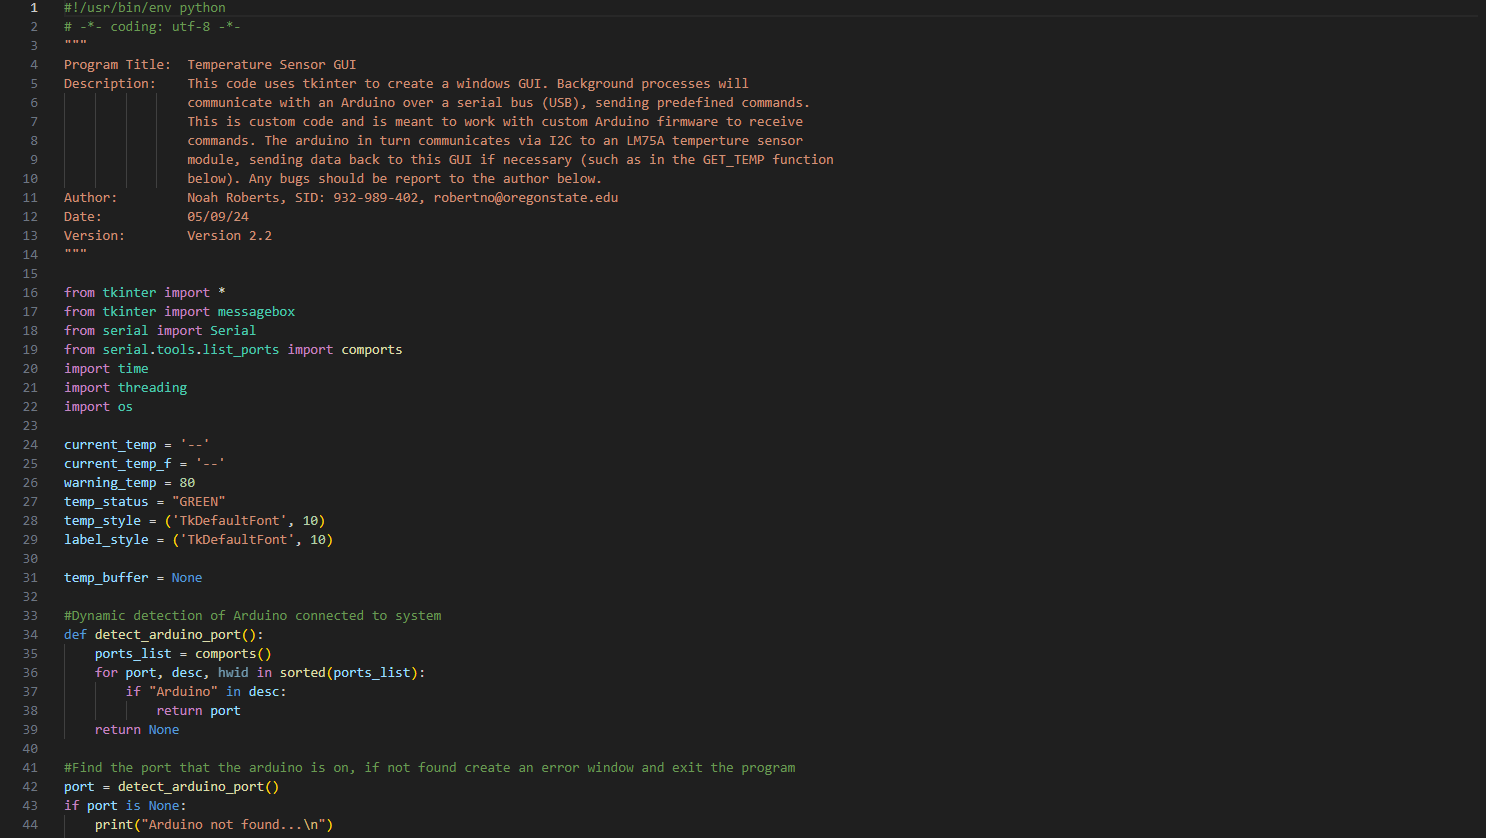 1 #!/usr/bin/env python
2 # -*- coding: utf-8 -*-
3 """
4 Program Title:  Temperature Sensor GUI
5 Description:    This code uses tkinter to create a windows GUI. Background processes will
6                 communicate with an Arduino over a serial bus (USB), sending predefined commands.
7                 This is custom code and is meant to work with custom Arduino firmware to receive
8                 commands. The arduino in turn communicates via I2C to an LM75A temperture sensor
9                 module, sending data back to this GUI if necessary (such as in the GET_TEMP function
10                below). Any bugs should be report to the author below.
11 Author:         Noah Roberts, SID: 932-989-402, robertno@oregonstate.edu
12 Date:           05/09/24
13 Version:        Version 2.2
14 """
15
16 from tkinter import *
17 from tkinter import messagebox
18 from serial import Serial
19 from serial.tools.list_ports import comports
20 import time
21 import threading
22 import os
23
24 current_temp = '--'
25 current_temp_f = '--'
26 warning_temp = 80
27 temp_status = "GREEN"
28 temp_style = ('TkDefaultFont', 10)
29 label_style = ('TkDefaultFont', 10)
30
31 temp_buffer = None
32
33 #Dynamic detection of Arduino connected to system
34 def detect_arduino_port():
35     ports_list = comports()
36     for port, desc, hwid in sorted(ports_list):
37         if "Arduino" in desc:
38             return port
39     return None
40
41 #Find the port that the arduino is on, if not found create an error window and exit the program
42 port = detect_arduino_port()
43 if port is None:
44     print("Arduino not found...\n")